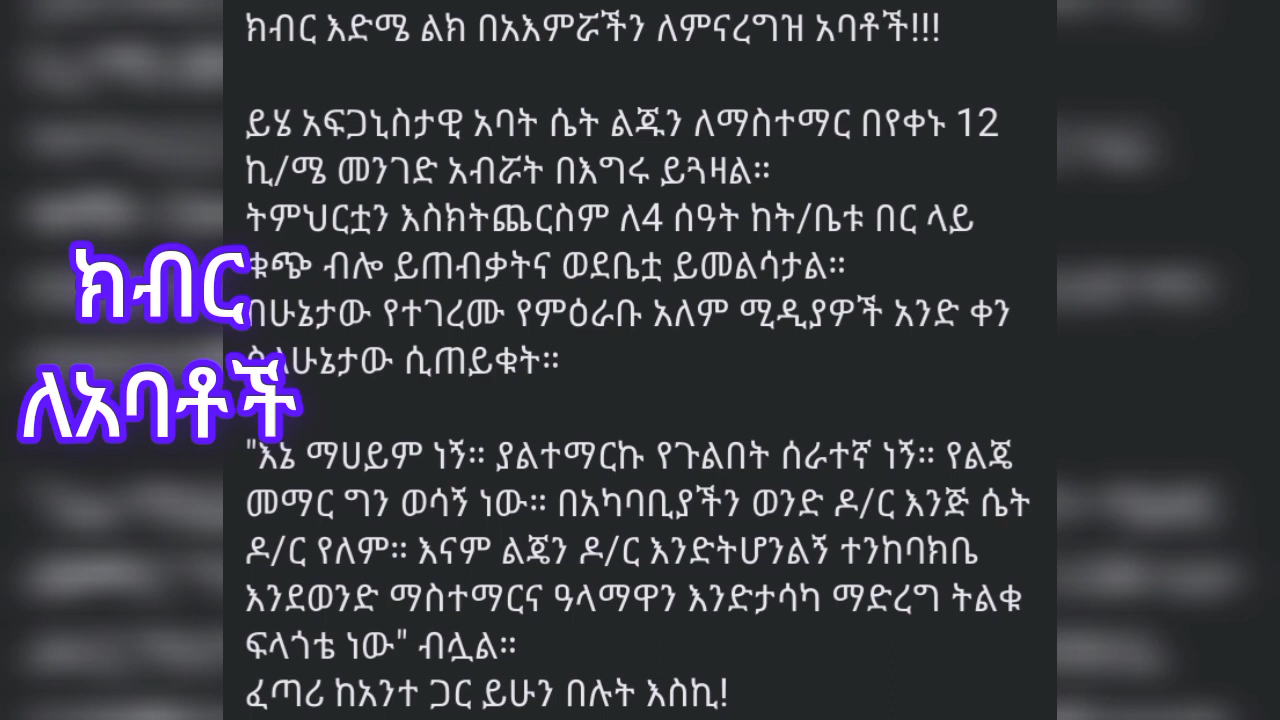 ክብር እድሜ ልክ በአእምሯችን ለምናረግዝ አባቶች!!!
ይሄ አፍጋኒስታዊ አባት ሴት ልጁን ለማስተማር በየቀኑ 12
ኪ/ሜ መንገድ አብሯት በእግሩ ይጓዛል።
ትምህርቷን እስክትጨርስም ለ4 ሰዓት ከት/ቤቱ በር ላይ
ቁጭ ብሎ ይጠብቃትና ወደቤቷ ይመልሳታል።
በሁኔታው የተገረሙ የምዕራቡ አለም ሚዲያዎች አንድ ቀን
ስለሁኔታው ሲጠይቁት።
"እኔ ማሀይም ነኝ። ያልተማርኩ የጉልበት ሰራተኛ ነኝ። የልጄ
መማር ግን ወሳኝ ነው። በአካባቢያችን ወንድ ዶ/ር እንጅ ሴት
ዶ/ር የለም። እናም ልጄን ዶ/ር እንድትሆንልኝ ተንከባክቤ
እንደወንድ ማስተማርና ዓላማዋን እንድታሳካ ማድረግ ትልቁ
ፍላጎቴ ነው" ብሏል።
ፈጣሪ ከአንተ ጋር ይሁን በሉት እስኪ!
ክብር
ለአባቶች